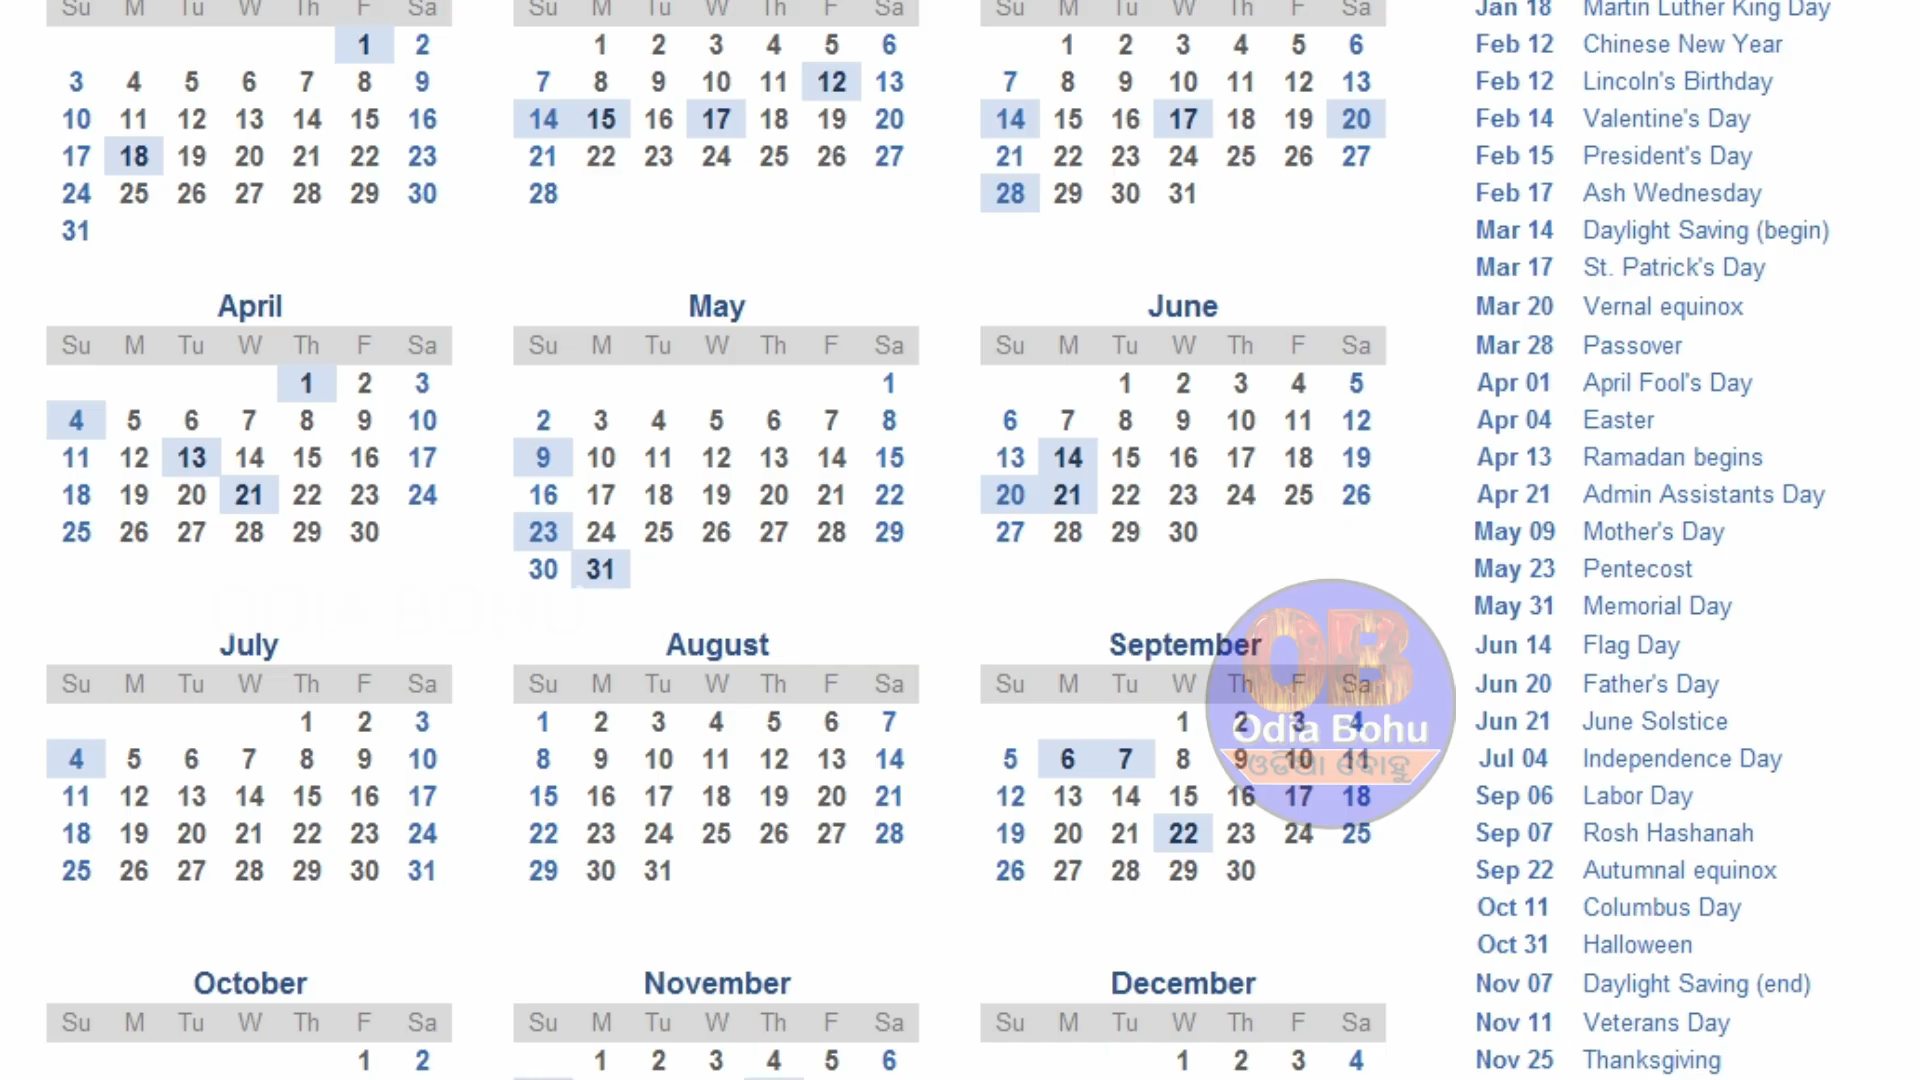 Su M Tu W Th F Sa
1 2
3 4 5 6 7 8 9
10 11 12 13 14 15 16
17 18 19 20 21 22 23
24 25 26 27 28 29 30
31
Su M Tu W Th F Sa
1 2 3 4 5 6
7 8 9 10 11 12 13
14 15 16 17 18 19 20
21 22 23 24 25 26 27
28
Su M Tu W Th F Sa
1 2 3 4 5 6
7 8 9 10 11 12 13
14 15 16 17 18 19 20
21 22 23 24 25 26 27
28 29 30 31
April
Su M Tu W Th F Sa
1 2 3
4 5 6 7 8 9 10
11 12 13 14 15 16 17
18 19 20 21 22 23 24
25 26 27 28 29 30
May
Su M Tu W Th F Sa
1
2 3 4 5 6 7 8
9 10 11 12 13 14 15
16 17 18 19 20 21 22
23 24 25 26 27 28 29
30 31
June
Su M Tu W Th F Sa
1 2 3 4 5
6 7 8 9 10 11 12
13 14 15 16 17 18 19
20 21 22 23 24 25 26
27 28 29 30
July
Su M Tu W Th F Sa
1 2 3
4 5 6 7 8 9 10
11 12 13 14 15 16 17
18 19 20 21 22 23 24
25 26 27 28 29 30 31
August
Su M Tu W Th F Sa
1 2 3 4 5 6 7
8 9 10 11 12 13 14
15 16 17 18 19 20 21
22 23 24 25 26 27 28
29 30 31
September
Su M Tu W Th F Sa
1 2 3 4
5 6 7 8 9 10 11
12 13 14 15 16 17 18
19 20 21 22 23 24 25
26 27 28 29 30
OB
Odia Bohu
ଓଡିଆ ବୋହୁ
October
Su M Tu W Th F Sa
1 2
November
Su M Tu W Th F Sa
1 2 3 4 5 6
December
Su M Tu W Th F Sa
1 2 3 4
Jan 18 Martin Luther King Day
Feb 12 Chinese New Year
Feb 12 Lincoln's Birthday
Feb 14 Valentine's Day
Feb 15 President's Day
Feb 17 Ash Wednesday
Mar 14 Daylight Saving (begin)
Mar 17 St. Patrick's Day
Mar 20 Vernal equinox
Mar 28 Passover
Apr 01 April Fool's Day
Apr 04 Easter
Apr 13 Ramadan begins
Apr 21 Admin Assistants Day
May 09 Mother's Day
May 23 Pentecost
May 31 Memorial Day
Jun 14 Flag Day
Jun 20 Father's Day
Jun 21 June Solstice
Jul 04 Independence Day
Sep 06 Labor Day
Sep 07 Rosh Hashanah
Sep 22 Autumnal equinox
Oct 11 Columbus Day
Oct 31 Halloween
Nov 07 Daylight Saving (end)
Nov 11 Veterans Day
Nov 25 Thanksgiving